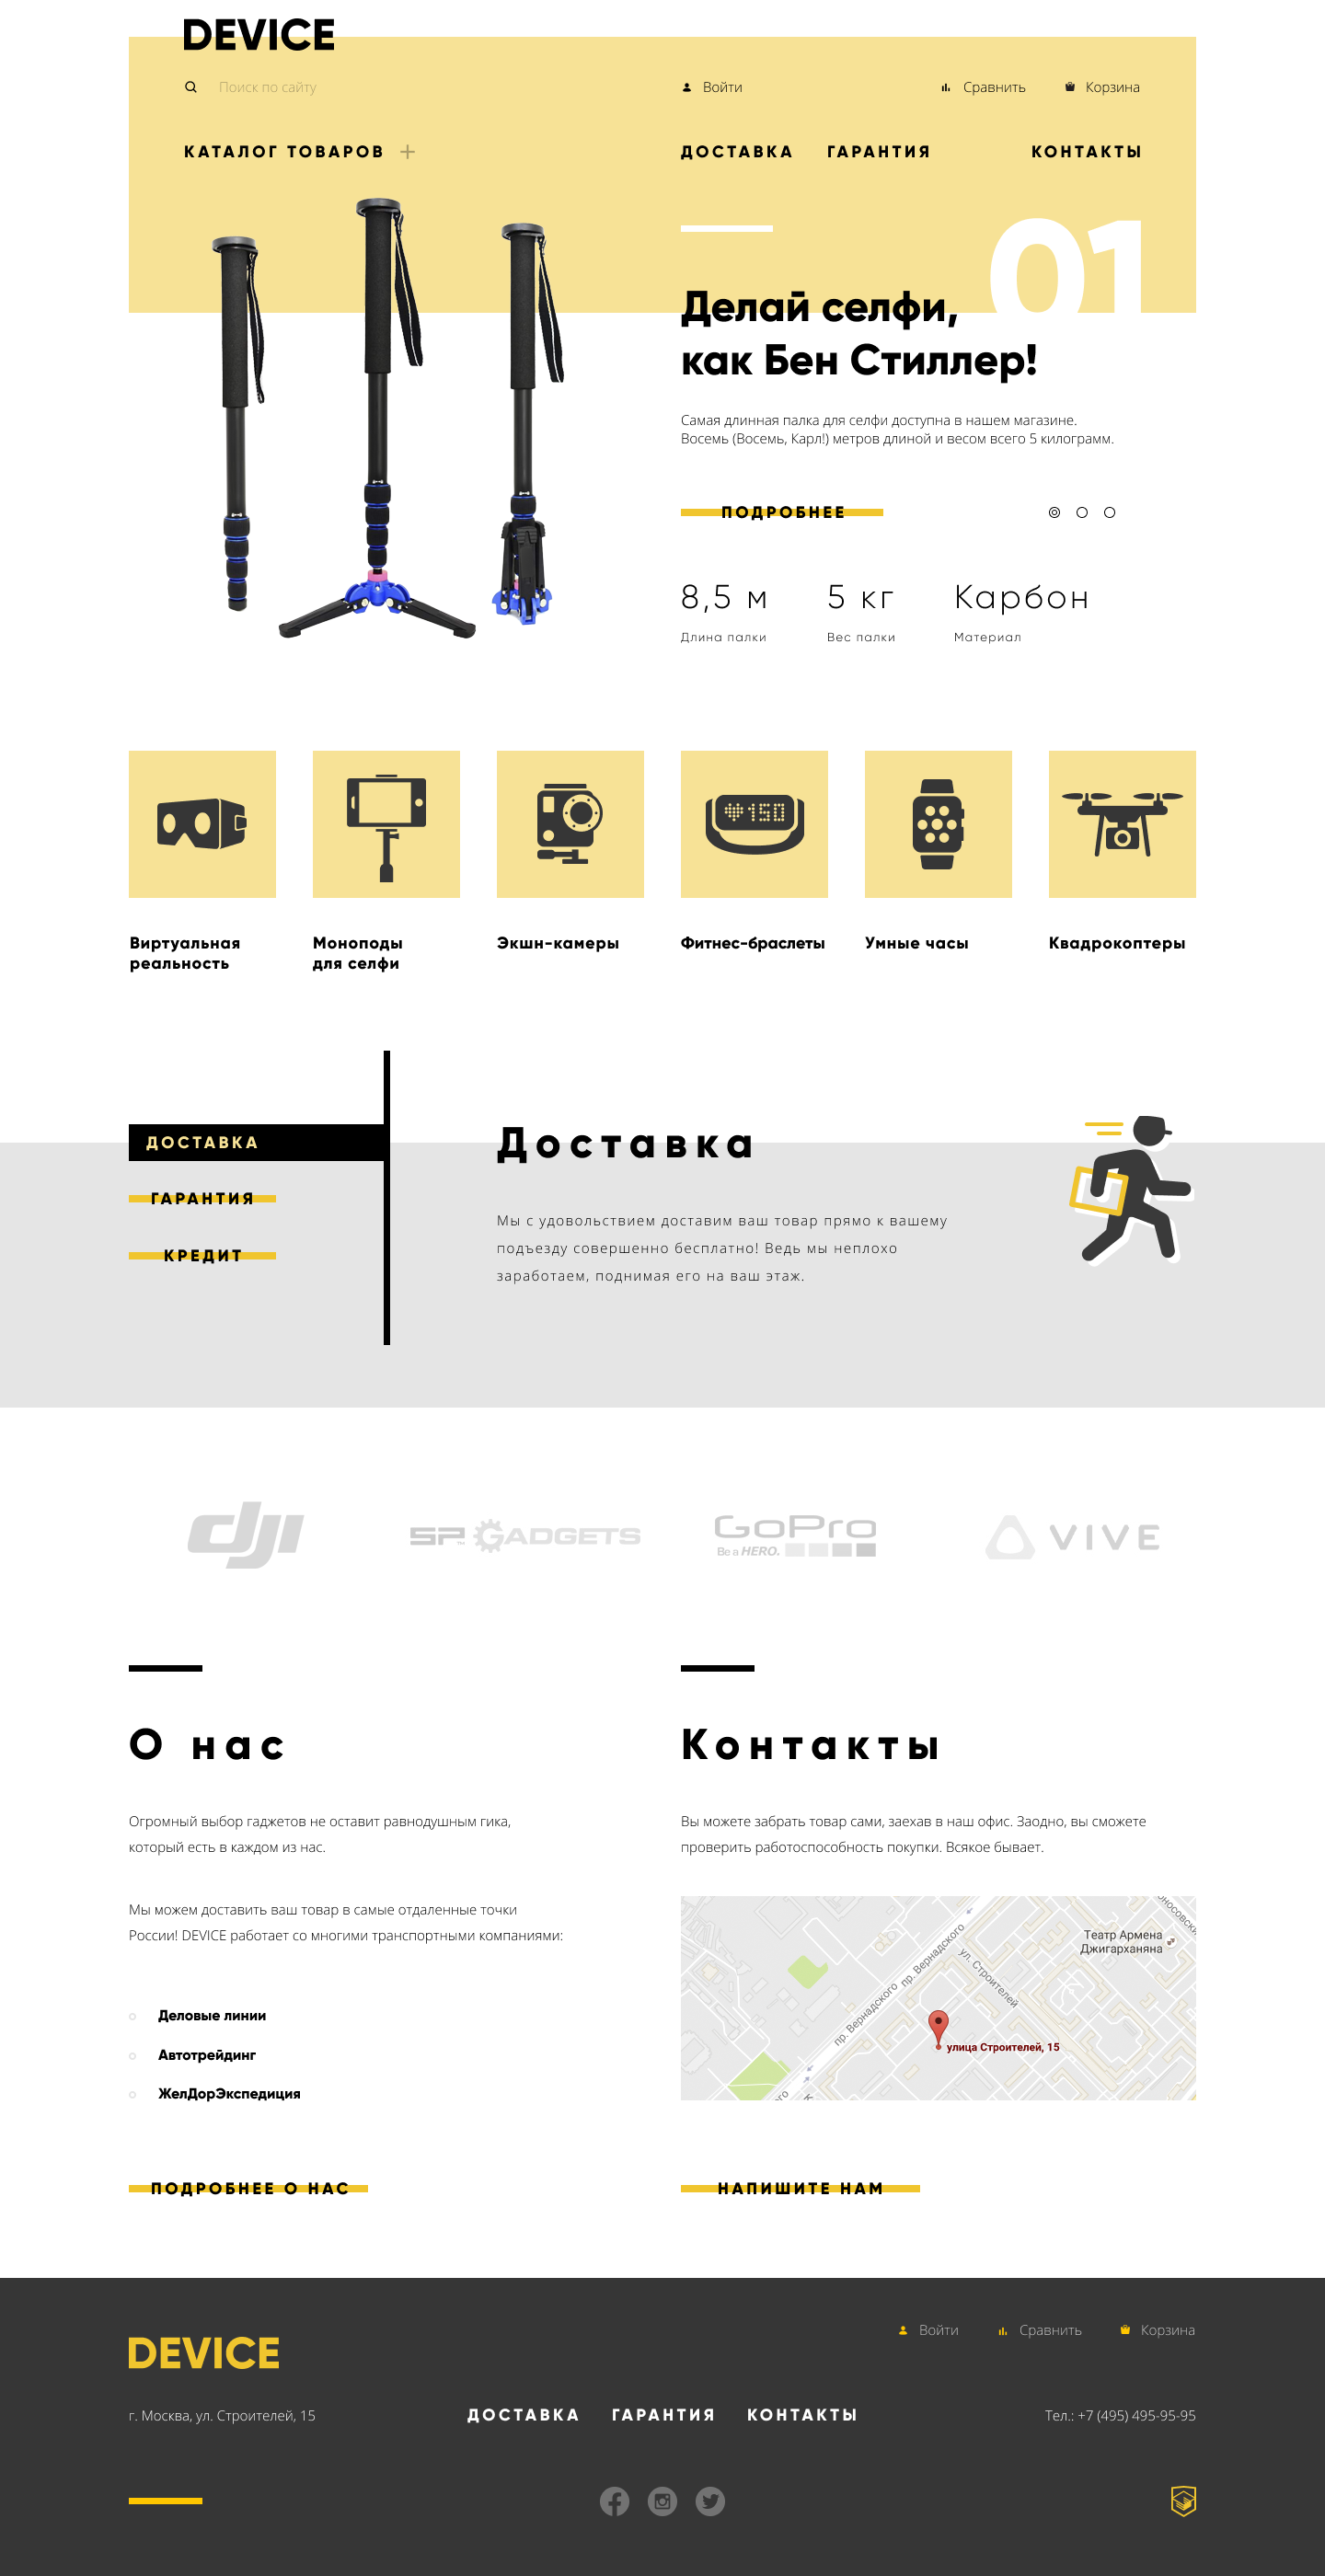 DEVICE
Поиск по сайту
Войти
Сравнить
Корзина
КАТАЛОГ ТОВАРОВ
ДОСТАВКА
ГАРАНТИЯ
КОНТАКТЫ
01
Делай селфи,
как Бен Стиллер!
Самая длинная палка для селфи доступна в нашем магазине.
Восемь (Восемь, Карл!) метров длиной и весом всего 5 килограмм.
ПОДРОБНЕЕ
8,5 м
5 кг
Карбон
Длина палки
Вес палки
Материал
150
Виртуальная
реальность
Моноподы
для селфи
Экшн-камеры
Фитнес-браслеты
Умные часы
Квадрокоптеры
ДОСТАВКА
ГАРАНТИЯ
КРЕДИТ
Доставка
Мы с удовольствием доставим ваш товар прямо к вашему
подъезду совершенно бесплатно! Ведь мы неплохо
заработаем, поднимая его на ваш этаж.
dji
SP GADGETS
GoPro
Be a HERO.
VIVE
О нас
Огромный выбор гаджетов не оставит равнодушным гика,
который есть в каждом из нас.
Мы можем доставить ваш товар в самые отдаленные точки
России! DEVICE работает со многими транспортными компаниями:
Деловые линии
Автотрейдинг
ЖелДорЭкспедиция
ПОДРОБНЕЕ О НАС
Контакты
Вы можете забрать товар сами, заехав в наш офис. Заодно, вы сможете
проверить работоспособность покупки. Всякое бывает.
Театр Армена
Джигарханяна
пр. Вернадского
ул. Строителей
пр. Вернадского
улица Строителей, 15
НАПИШИТЕ НАМ
Войти
Сравнить
Корзина
DEVICE
г. Москва, ул. Строителей, 15
ДОСТАВКА
ГАРАНТИЯ
КОНТАКТЫ
Тел.: +7 (495) 495-95-95